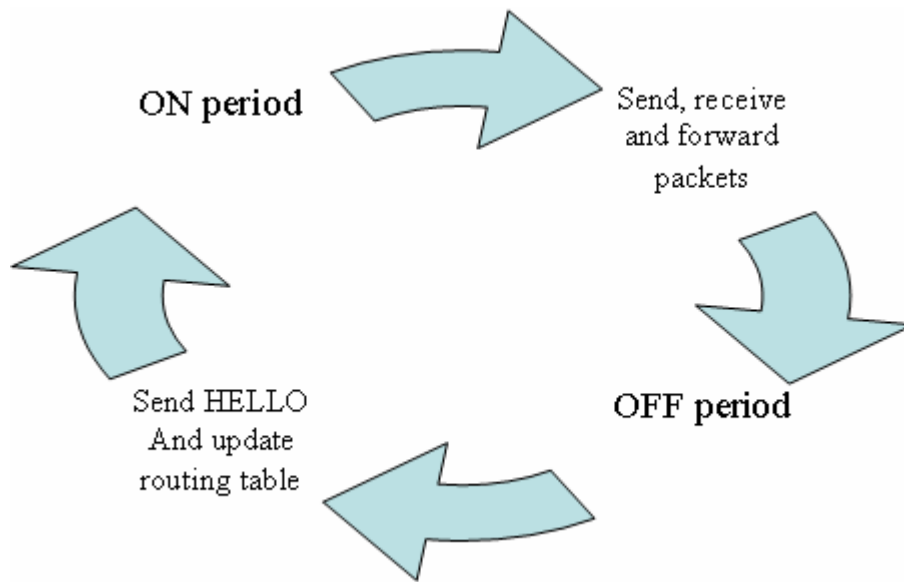 ON period
Send, receive
and forward
packets
OFF period
Send HELLO
And update
routing table